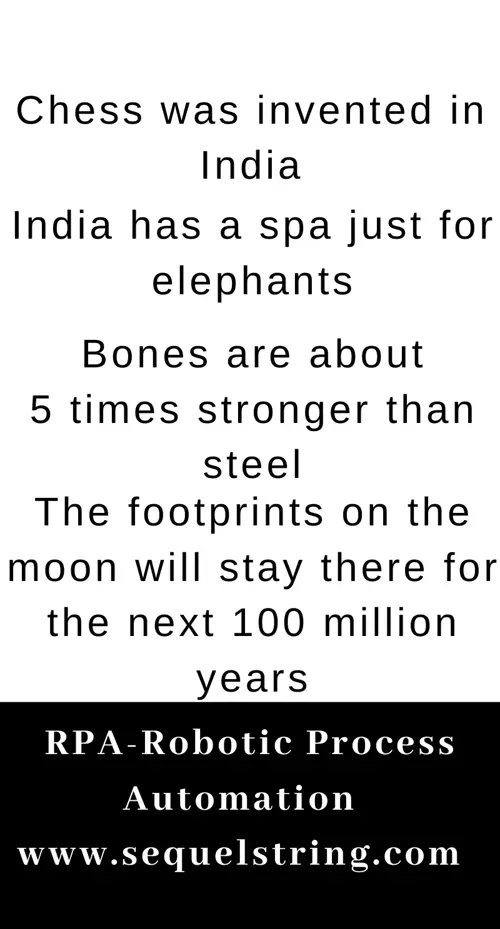 Chess was invented in
India
India has a spa just for
elephants
Bones are about
5 times stronger than
steel
The footprints on the
moon will stay there for
the next 100 million
years
RPA-Robotic Process
Automation
www.sequelstring.com